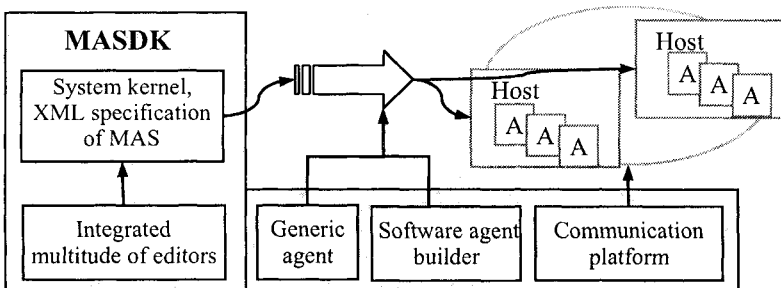 MASDK
System kernel,
XML specification
of MAS
Integrated
multitude of editors
Generic
agent
Software agent
builder
Communication
platform
Host
A
A
A
Host
A
A
A